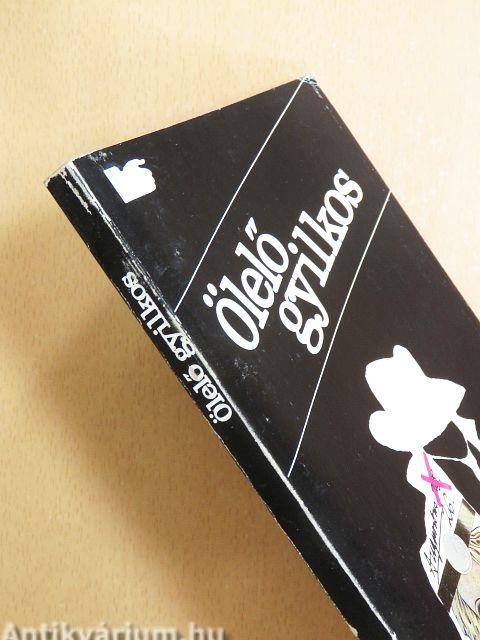 Ölelő
gyilkos
ölelő gyilkos
Antikvárium.hu